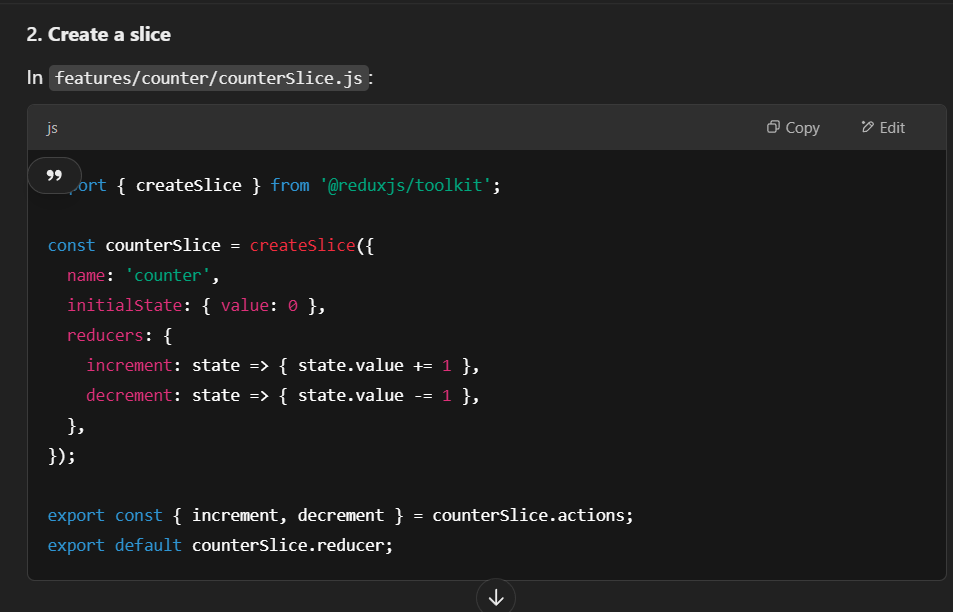 2. Create a slice
In features/counter/counterSlice.js:
js
Copy
Edit
port { createSlice } from '@reduxjs/toolkit';
const counterSlice = createSlice({
name: 'counter',
initialState: { value: 0 },
reducers: {
increment: state => { state.value += 1 },
decrement: state => { state.value -= 1 },
},
});
export const { increment, decrement } = counterSlice.actions;
export default counterSlice.reducer;